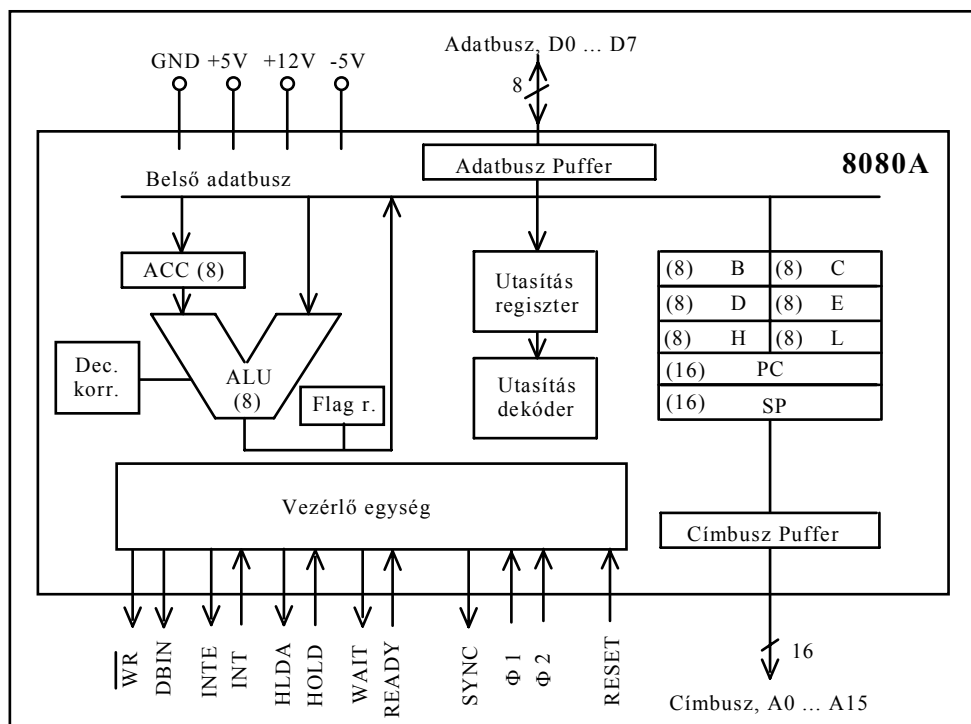 Adatbusz, D0 ... D7
GND +5V +12V -5V
8
Adatbusz Puffer
8080A
Belső adatbusz
ACC (8)
Utasítás
regiszter
(8) B (8) C
(8) D (8) E
(8) H (8) L
(16) PC
(16) SP
Dec.
korr.
ALU
(8)
Flag r.
Utasítás
dekóder
Vezérlő egység
Címbusz Puffer
WR
DBIN
INTE
INT
HLDA
HOLD
WAIT
READY
SYNC
Φ 1
Φ 2
RESET
16
Címbusz, A0 ... A15